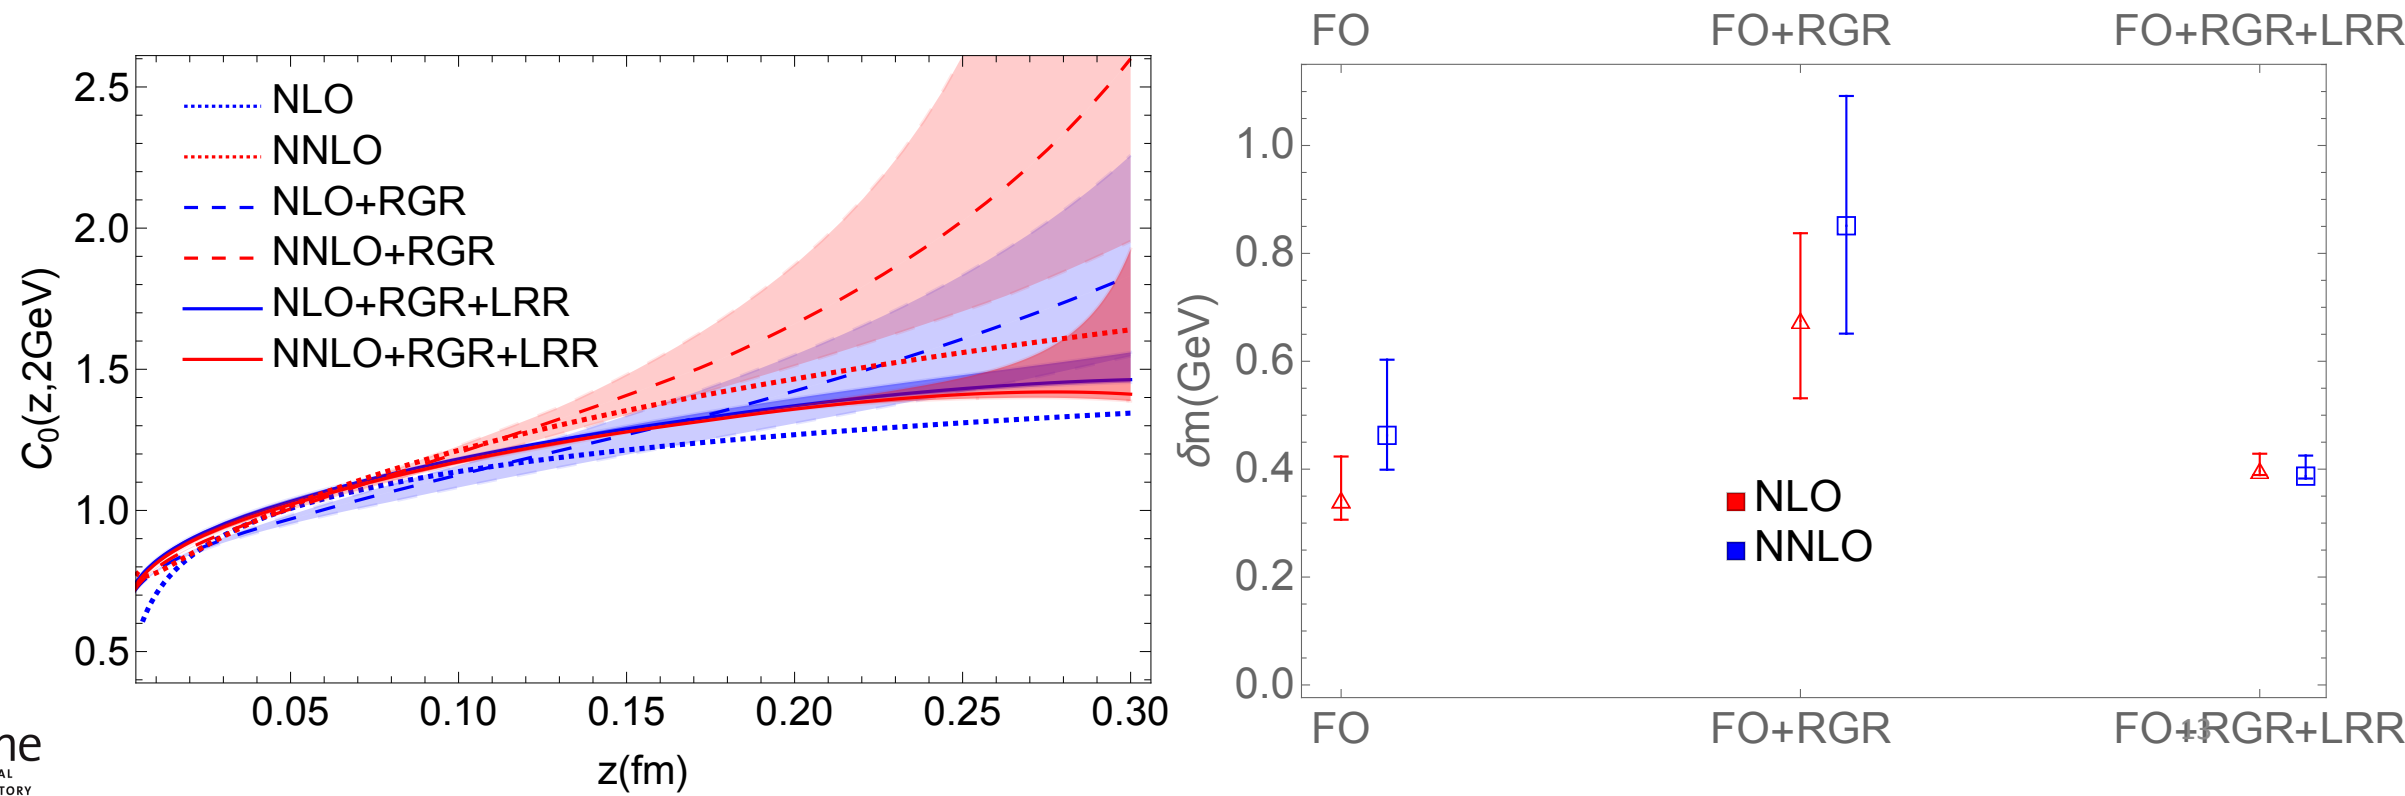 2.5
2.0
1.5
1.0
0.5
C₀(z,2GeV)
NLO
NNLO
NLO+RGR
NNLO+RGR
NLO+RGR+LRR
NNLO+RGR+LRR
0.05 0.10 0.15 0.20 0.25 0.30
z(fm)
FO FO+RGR FO+RGR+LRR
1.0
0.8
0.6
0.4
0.2
0.0
δm(GeV)
NLO
NNLO
FO FO+RGR FO+RGR+LRR
13